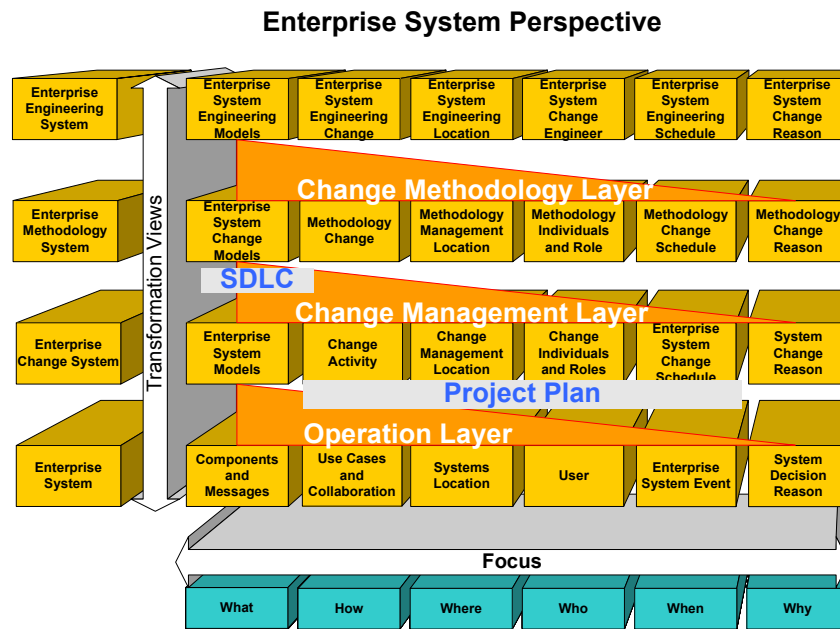 Enterprise System Perspective
Enterprise
Engineering
System
Enterprise
System
Engineering
Models
Enterprise
System
Engineering
Change
Enterprise
System
Engineering
Location
Enterprise
System
Change
Engineer
Enterprise
System
Engineering
Schedule
Enterprise
System
Change
Reason
Transformation Views
Change Methodology Layer
Enterprise
Methodology
System
Enterprise
System
Change
Models
Methodology
Change
Methodology
Management
Location
Methodology
Individuals
and Role
Methodology
Change
Schedule
Methodology
Change
Reason
SDLC
Change Management Layer
Enterprise
Change System
Enterprise
System
Models
Change
Activity
Change
Management
Location
Change
Individuals
and Roles
Enterprise
System
Change
Schedule
System
Change
Reason
Project Plan
Operation Layer
Enterprise
System
Components
and
Messages
Use Cases
and
Collaboration
Systems
Location
User
Enterprise
System Event
System
Decision
Reason
Focus
What
How
Where
Who
When
Why